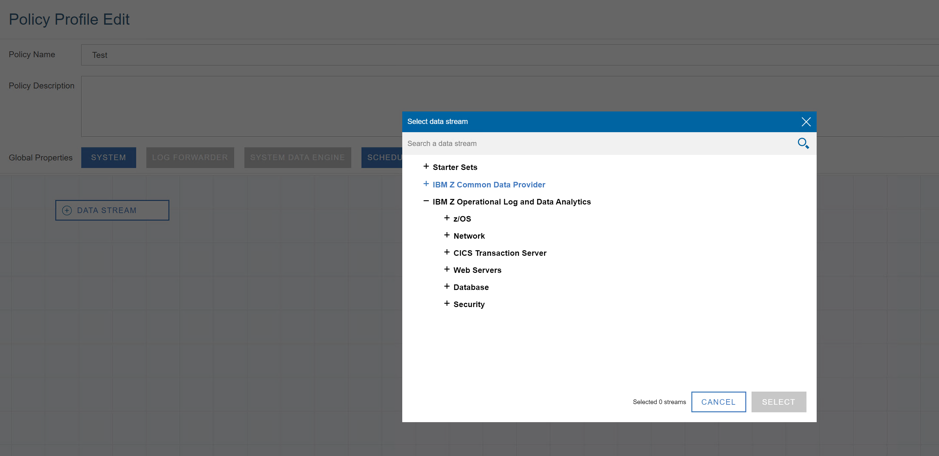 Policy Profile Edit
Policy Name
Test
Policy Description
Global Properties
SYSTEM
LOG FORWARDER
SYSTEM DATA ENGINE
SCHEDU
DATA STREAM
Select data stream
Search a data stream
+ Starter Sets
+ IBM Z Common Data Provider
− IBM Z Operational Log and Data Analytics
+ z/OS
+ Network
+ CICS Transaction Server
+ Web Servers
+ Database
+ Security
Selected 0 streams
CANCEL
SELECT